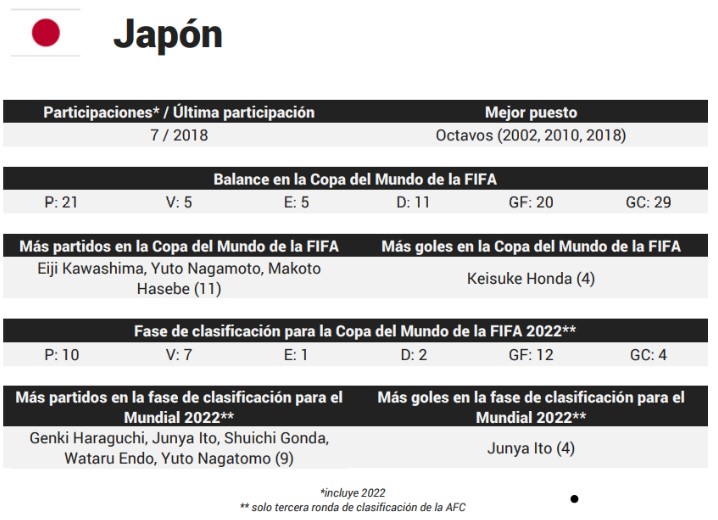 Japón
Participaciones* / Última participación
Mejor puesto
7 / 2018
Octavos (2002, 2010, 2018)
Balance en la Copa del Mundo de la FIFA
P: 21 V: 5 E: 5 D: 11 GF: 20 GC: 29
Más partidos en la Copa del Mundo de la FIFA
Más goles en la Copa del Mundo de la FIFA
Eiji Kawashima, Yuto Nagamoto, Makoto
Hasebe (11)
Keisuke Honda (4)
Fase de clasificación para la Copa del Mundo de la FIFA 2022**
P: 10 V: 7 E: 1 D: 2 GF: 12 GC: 4
Más partidos en la fase de clasificación para el
Mundial 2022**
Más goles en la fase de clasificación para el
Mundial 2022**
Genki Haraguchi, Junya Ito, Shuichi Gonda,
Wataru Endo, Yuto Nagatomo (9)
Junya Ito (4)
*incluye 2022
** solo tercera ronda de clasificación de la AFC